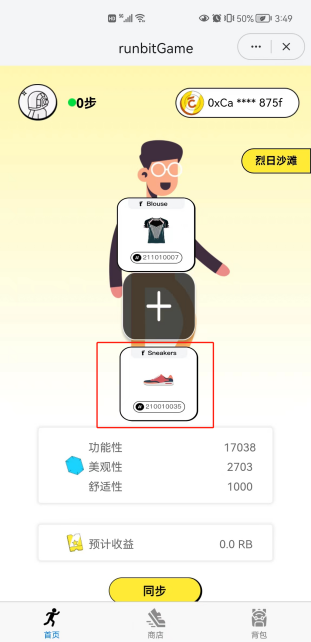 HD 5G 50% 3:49
runbitGame
0步
0xCa **** 875f
烈日沙滩
f Blouse
211010007
f Sneakers
210010035
功能性 17038
美观性 2703
舒适性 1000
预计收益 0.0 RB
同步
首页 商店 背包